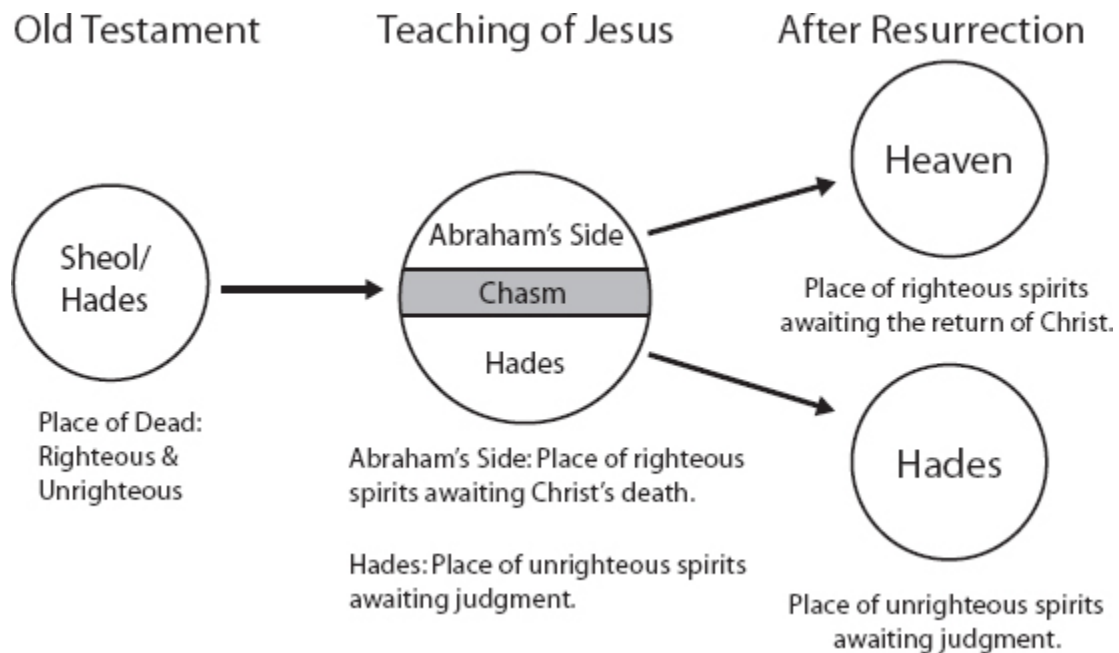 Old Testament
Teaching of Jesus
After Resurrection
Sheol/
Hades
Place of Dead:
Righteous &
Unrighteous
Abraham's Side
Chasm
Hades
Abraham's Side: Place of righteous
spirits awaiting Christ's death.
Hades: Place of unrighteous spirits
awaiting judgment.
Heaven
Place of righteous spirits
awaiting the return of Christ.
Hades
Place of unrighteous spirits
awaiting judgment.